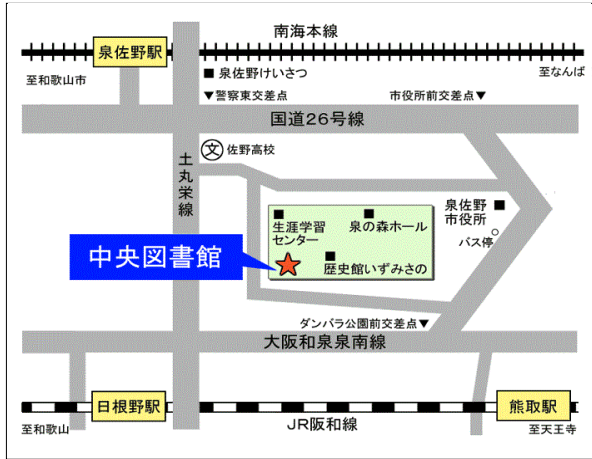 南海本線
泉佐野駅
至和歌山市
至なんば
■泉佐野けいさつ
▼警察東交差点
市役所前交差点▼
国道26号線
土丸栄線
文
佐野高校
泉佐野■
市役所
バス停
生涯学習
センター
泉の森ホール
中央図書館
歴史館いずみさの
ダンバラ公園前交差点▼
大阪和泉泉南線
日根野駅
熊取駅
至和歌山
JR阪和線
至天王寺